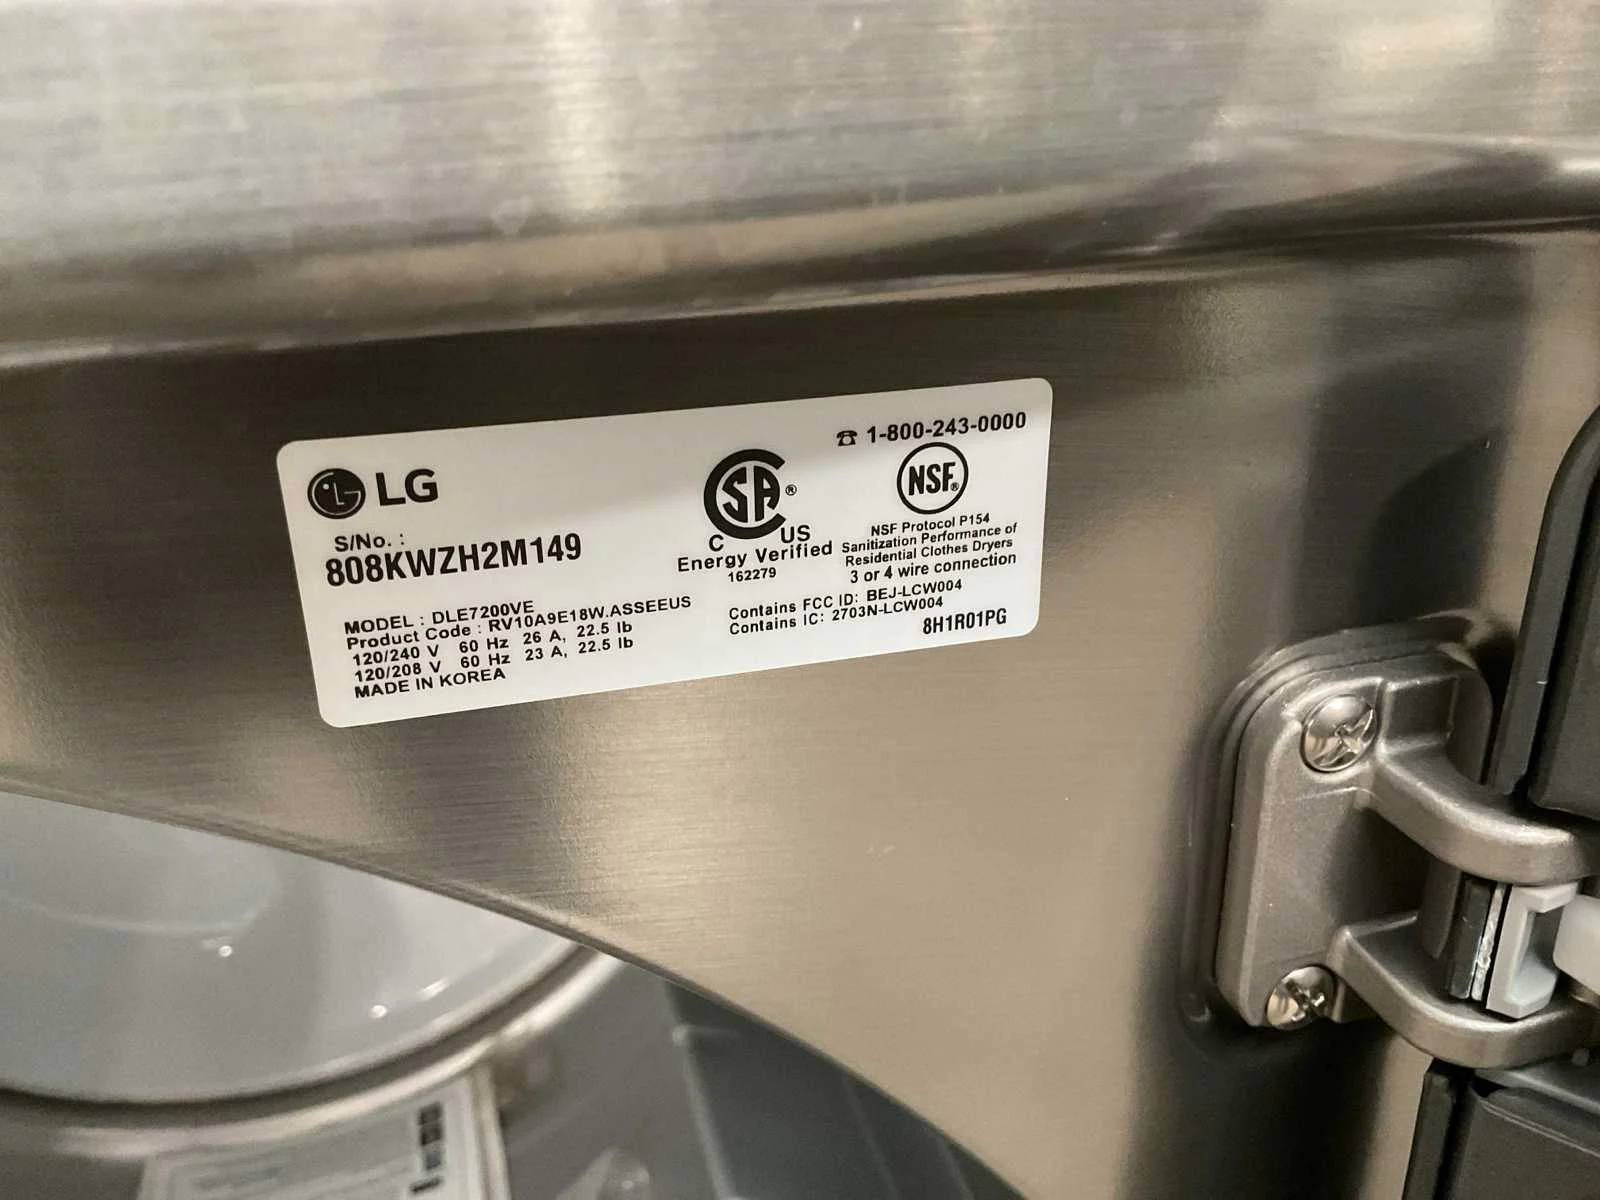 ☎ 1-800-243-0000
LG
S/No. :
808KWZH2M149
MODEL : DLE7200VE
Product Code : RV10A9E18W.ASSEEUS
120/240 V 60 Hz 26 A, 22.5 lb
120/208 V 60 Hz 23 A, 22.5 lb
MADE IN KOREA
SA®
C US
Energy Verified
162279
NSF®
NSF Protocol P154
Sanitization Performance of
Residential Clothes Dryers
3 or 4 wire connection
Contains FCC ID: BEJ-LCW004
Contains IC: 2703N-LCW004
8H1R01PG